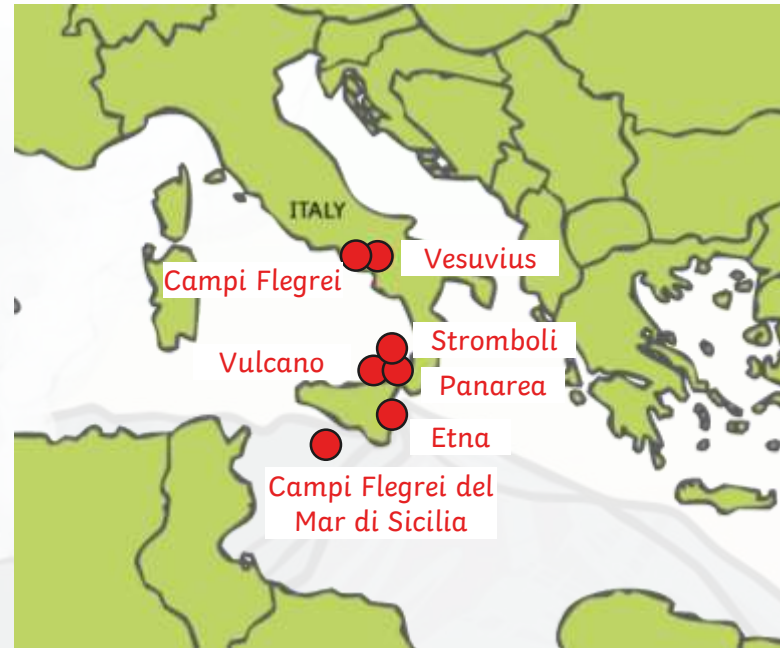 ITALY
Vesuvius
Campi Flegrei
Stromboli
Vulcano
Panarea
Etna
Campi Flegrei del
Mar di Sicilia